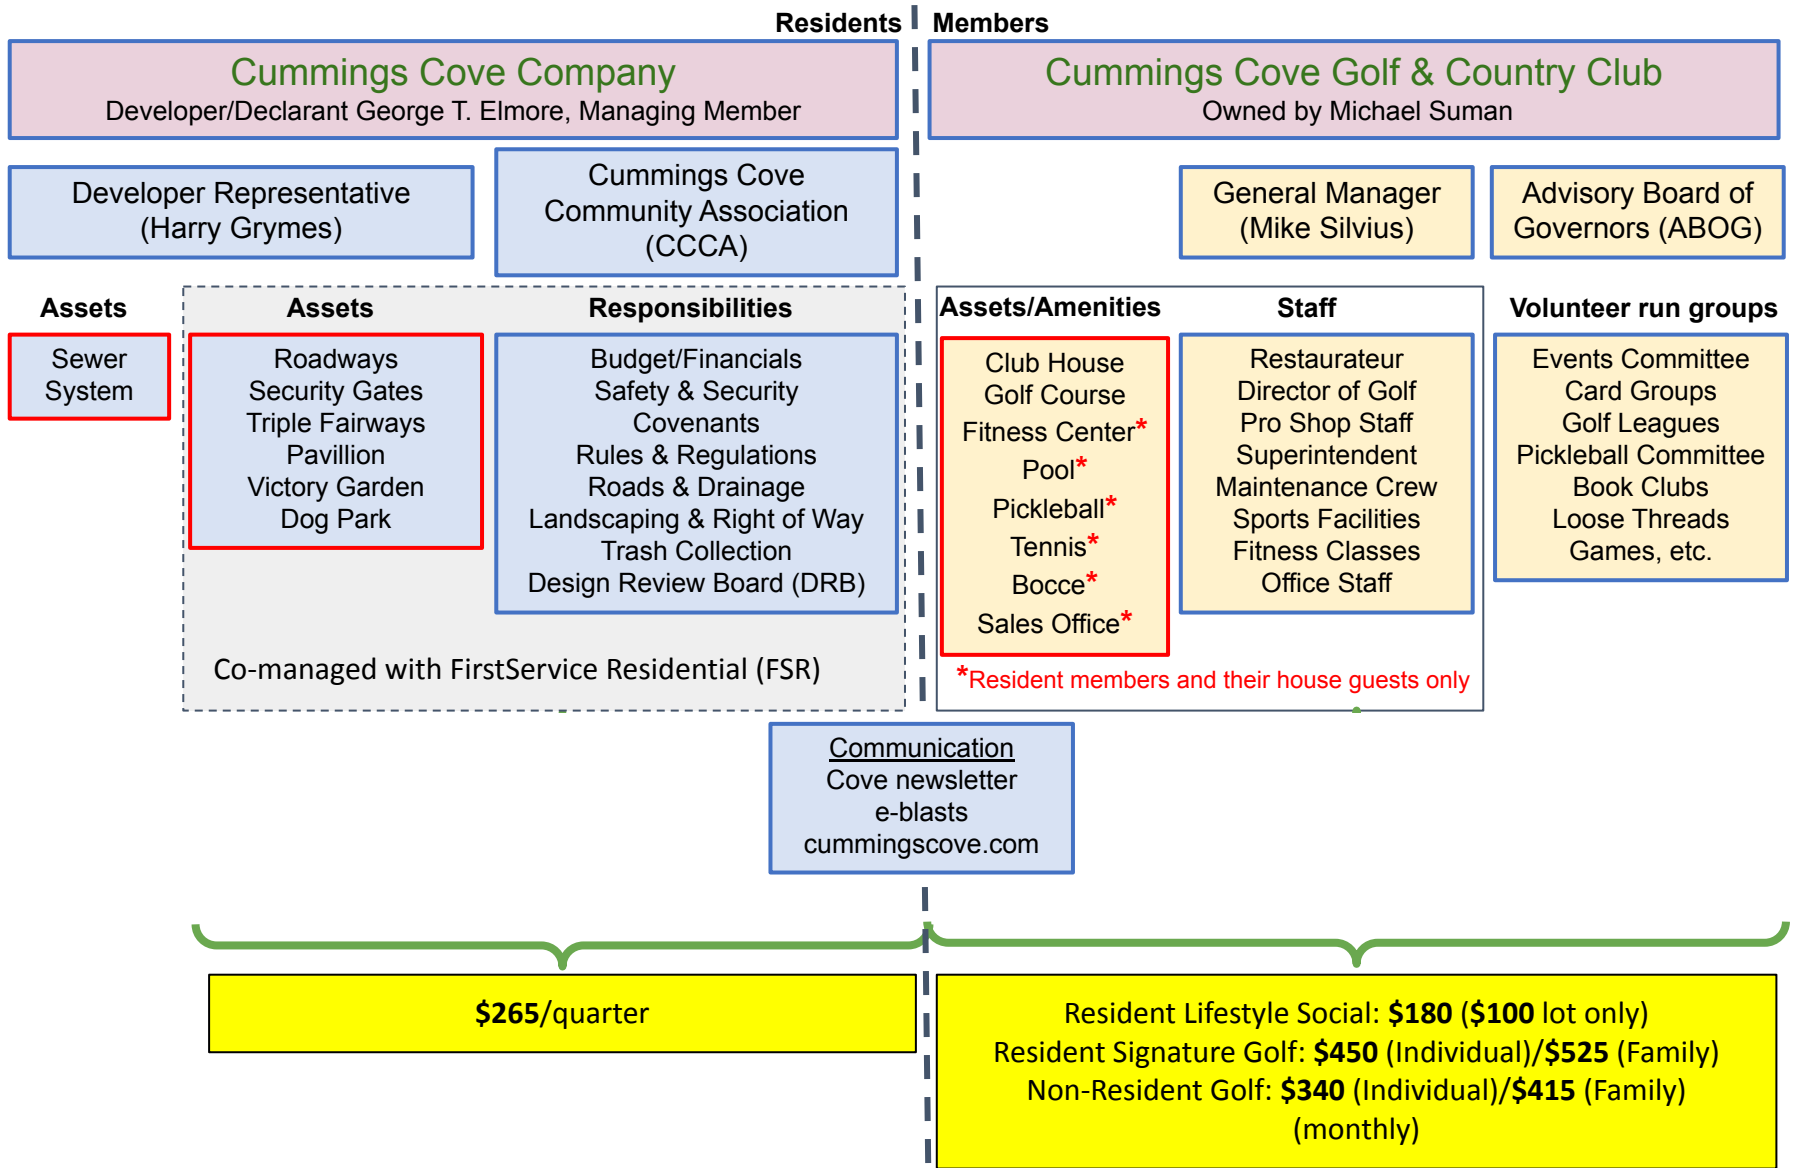 Residents
Members
Cummings Cove Company
Developer/Declarant George T. Elmore, Managing Member
Cummings Cove Golf & Country Club
Owned by Michael Suman
Developer Representative
(Harry Grymes)
Cummings Cove
Community Association
(CCCA)
General Manager
(Mike Silvius)
Advisory Board of
Governors (ABOG)
Assets
Sewer
System
Assets
Roadways
Security Gates
Triple Fairways
Pavillion
Victory Garden
Dog Park
Responsibilities
Budget/Financials
Safety & Security
Covenants
Rules & Regulations
Roads & Drainage
Landscaping & Right of Way
Trash Collection
Design Review Board (DRB)
Co-managed with FirstService Residential (FSR)
Assets/Amenities
Club House
Golf Course
Fitness Center*
Pool*
Pickleball*
Tennis*
Bocce*
Sales Office*
Staff
Restaurateur
Director of Golf
Pro Shop Staff
Superintendent
Maintenance Crew
Sports Facilities
Fitness Classes
Office Staff
*Resident members and their house guests only
Volunteer run groups
Events Committee
Card Groups
Golf Leagues
Pickleball Committee
Book Clubs
Loose Threads
Games, etc.
Communication
Cove newsletter
e-blasts
cummingscove.com
$265/quarter
Resident Lifestyle Social: $180 ($100 lot only)
Resident Signature Golf: $450 (Individual)/$525 (Family)
Non-Resident Golf: $340 (Individual)/$415 (Family)
(monthly)